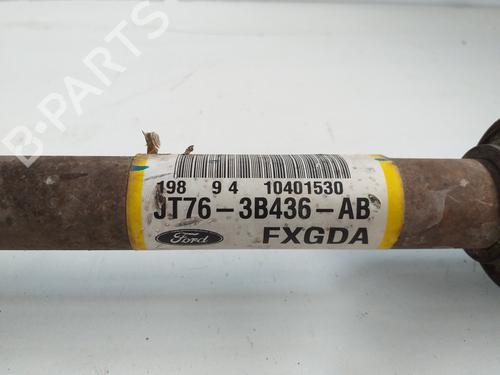 B-PARTS
198 9 4 10401530
JT76-3B436-AB
Ford FXGDA